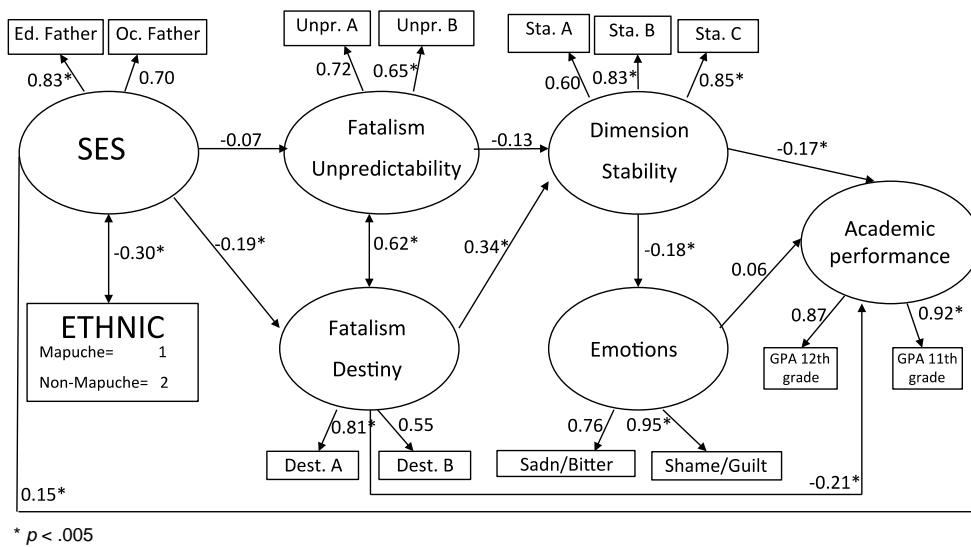 Ed. Father
Oc. Father
Unpr. A
Unpr. B
Sta. A
Sta. B
Sta. C
0.83*
0.70
0.72
0.65*
0.60
0.83*
0.85*
SES
-0.07
Fatalism
Unpredictability
-0.13
Dimension
Stability
-0.17*
-0.30*
-0.19*
0.62*
0.34*
-0.18*
0.06
Academic
performance
ETHNIC
Mapuche= 1
Non-Mapuche= 2
Fatalism
Destiny
Emotions
0.87
0.92*
GPA 12th
grade
GPA 11th
grade
0.81*
0.55
0.76
0.95*
Dest. A
Dest. B
Sadn/Bitter
Shame/Guilt
0.15*
-0.21*
* p < .005